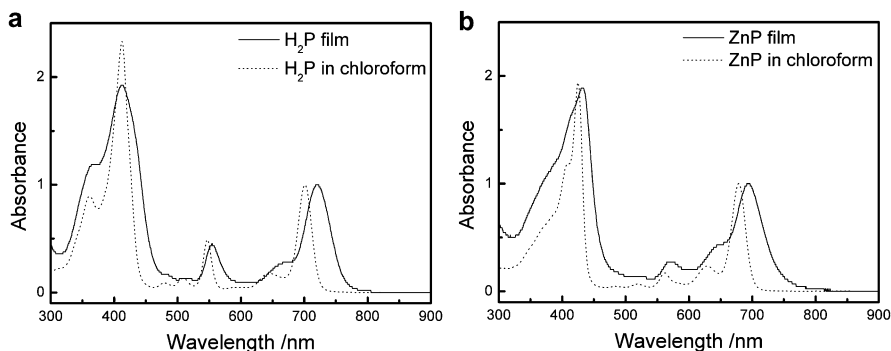 a
H₂P film
H₂P in chloroform
2
1
0
Absorbance
300 400 500 600 700 800 900
Wavelength /nm
b
ZnP film
ZnP in chloroform
2
1
0
Absorbance
300 400 500 600 700 800 900
Wavelength /nm